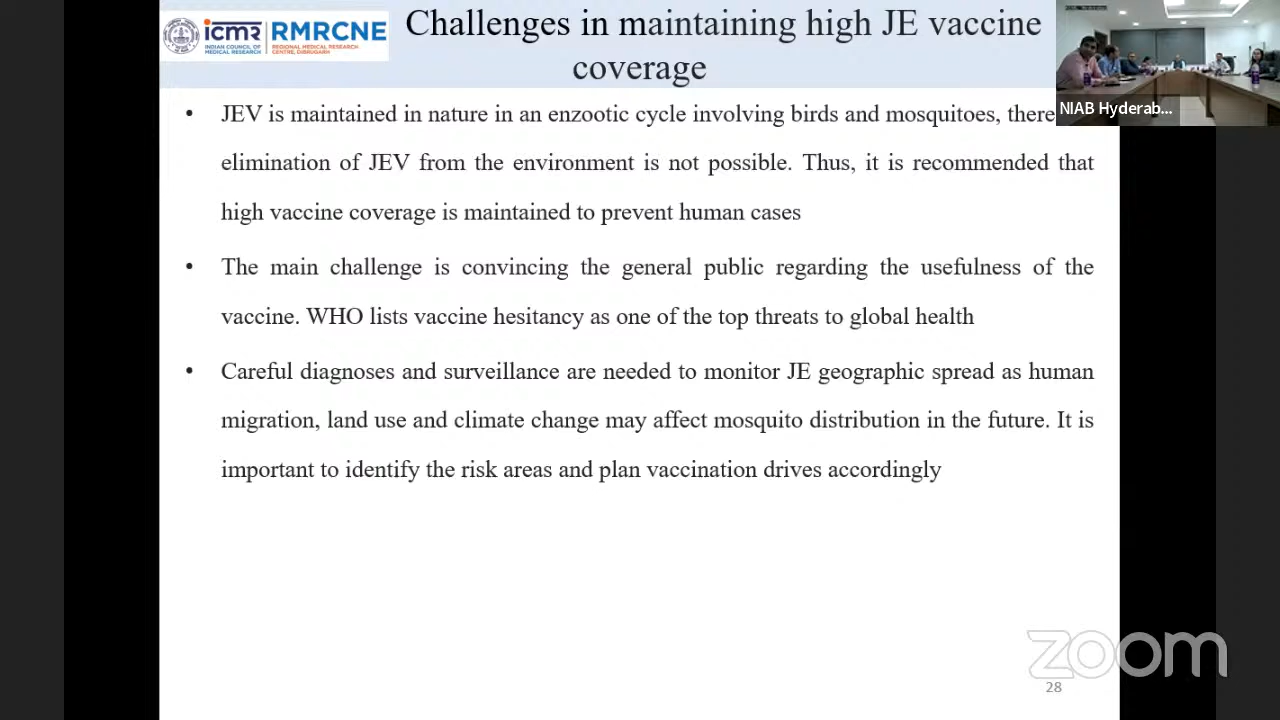 icmr
INDIAN COUNCIL OF
MEDICAL RESEARCH
RMRCNE
REGIONAL MEDICAL RESEARCH
CENTRE, DIBRUGARH
Challenges in maintaining high JE vaccine
coverage
NIAB Hyderab...
• JEV is maintained in nature in an enzootic cycle involving birds and mosquitoes, there
elimination of JEV from the environment is not possible. Thus, it is recommended that
high vaccine coverage is maintained to prevent human cases
• The main challenge is convincing the general public regarding the usefulness of the
vaccine. WHO lists vaccine hesitancy as one of the top threats to global health
• Careful diagnoses and surveillance are needed to monitor JE geographic spread as human
migration, land use and climate change may affect mosquito distribution in the future. It is
important to identify the risk areas and plan vaccination drives accordingly
zoom
28